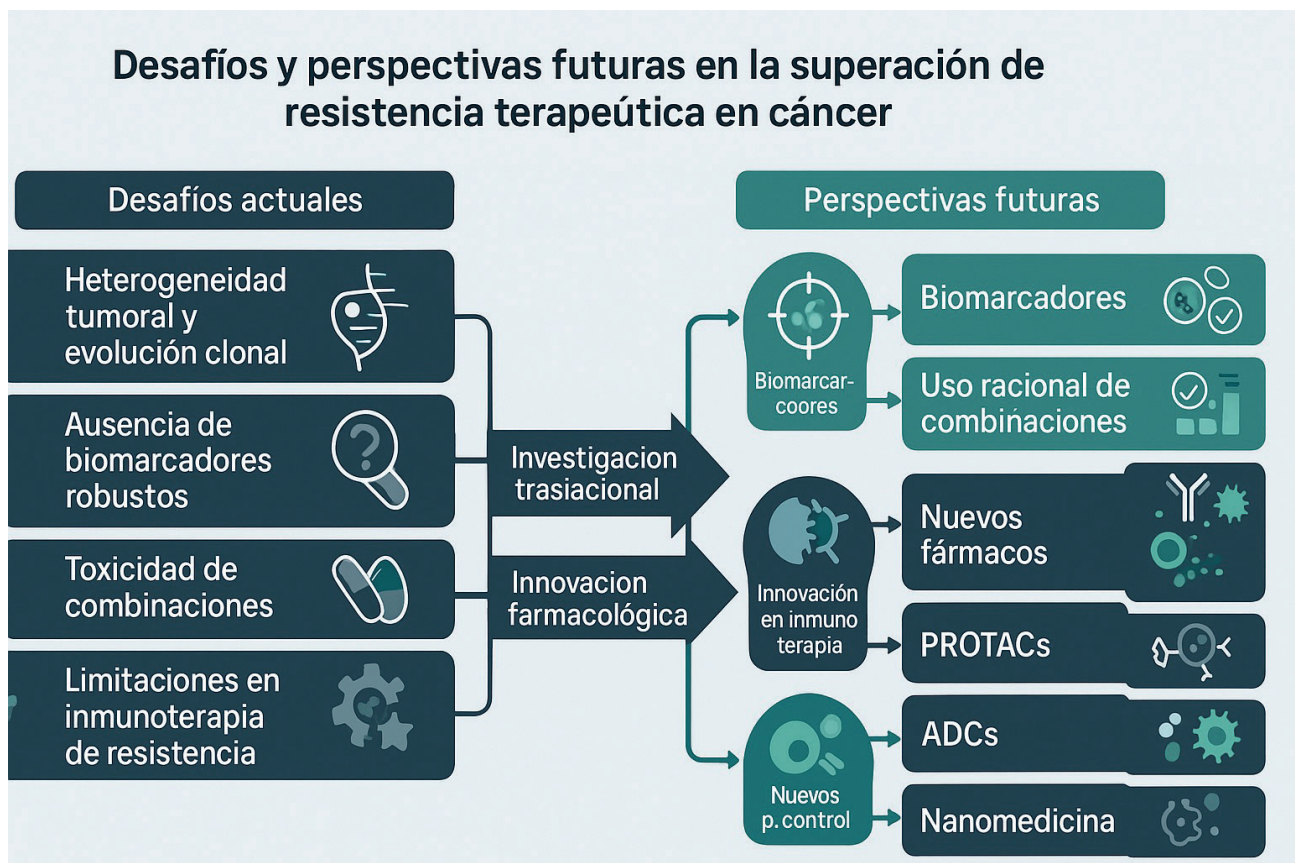 Desafíos y perspectivas futuras en la superación de
resistencia terapeútica en cáncer
Desafíos actuales
Heterogeneidad
tumoral y
evolución clonal
Ausencia de
biomarcadores
robustos
?
Toxicidad de
combinaciones
Limitaciones en
inmunoterapia
de resistencia
Investigacion
trasiacional
Innovacion
farmacológica
Perspectivas futuras
Biomarcar-
coores
Biomarcadores
Uso racional de
combińaciones
Innovación
en inmuno
terapia
Nuevos
fármacos
PROTACs
Nuevos
p. control
ADCs
Nanomedicina